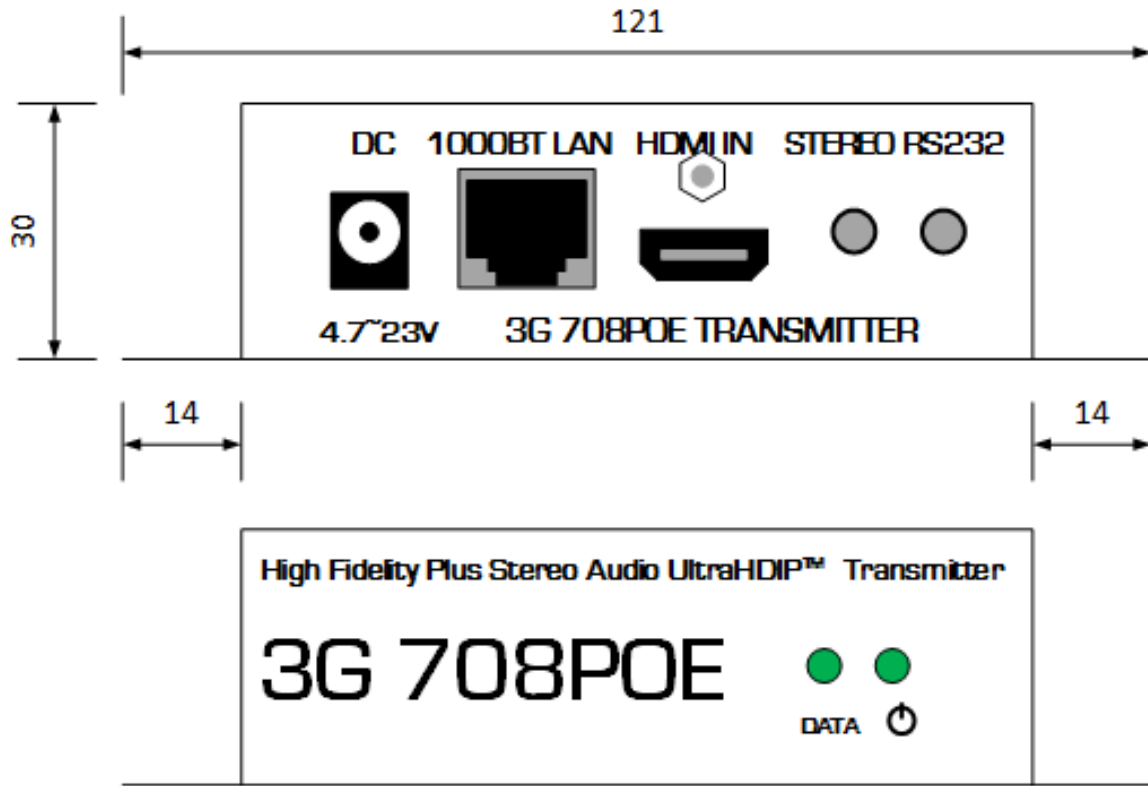 121
DC 1000BT LAN HDMI IN STEREO RS232
30
4.7~23V 3G 708POE TRANSMITTER
14 14
High Fidelity Plus Stereo Audio UltraHDIP™ Transmitter
3G 708POE
DATA